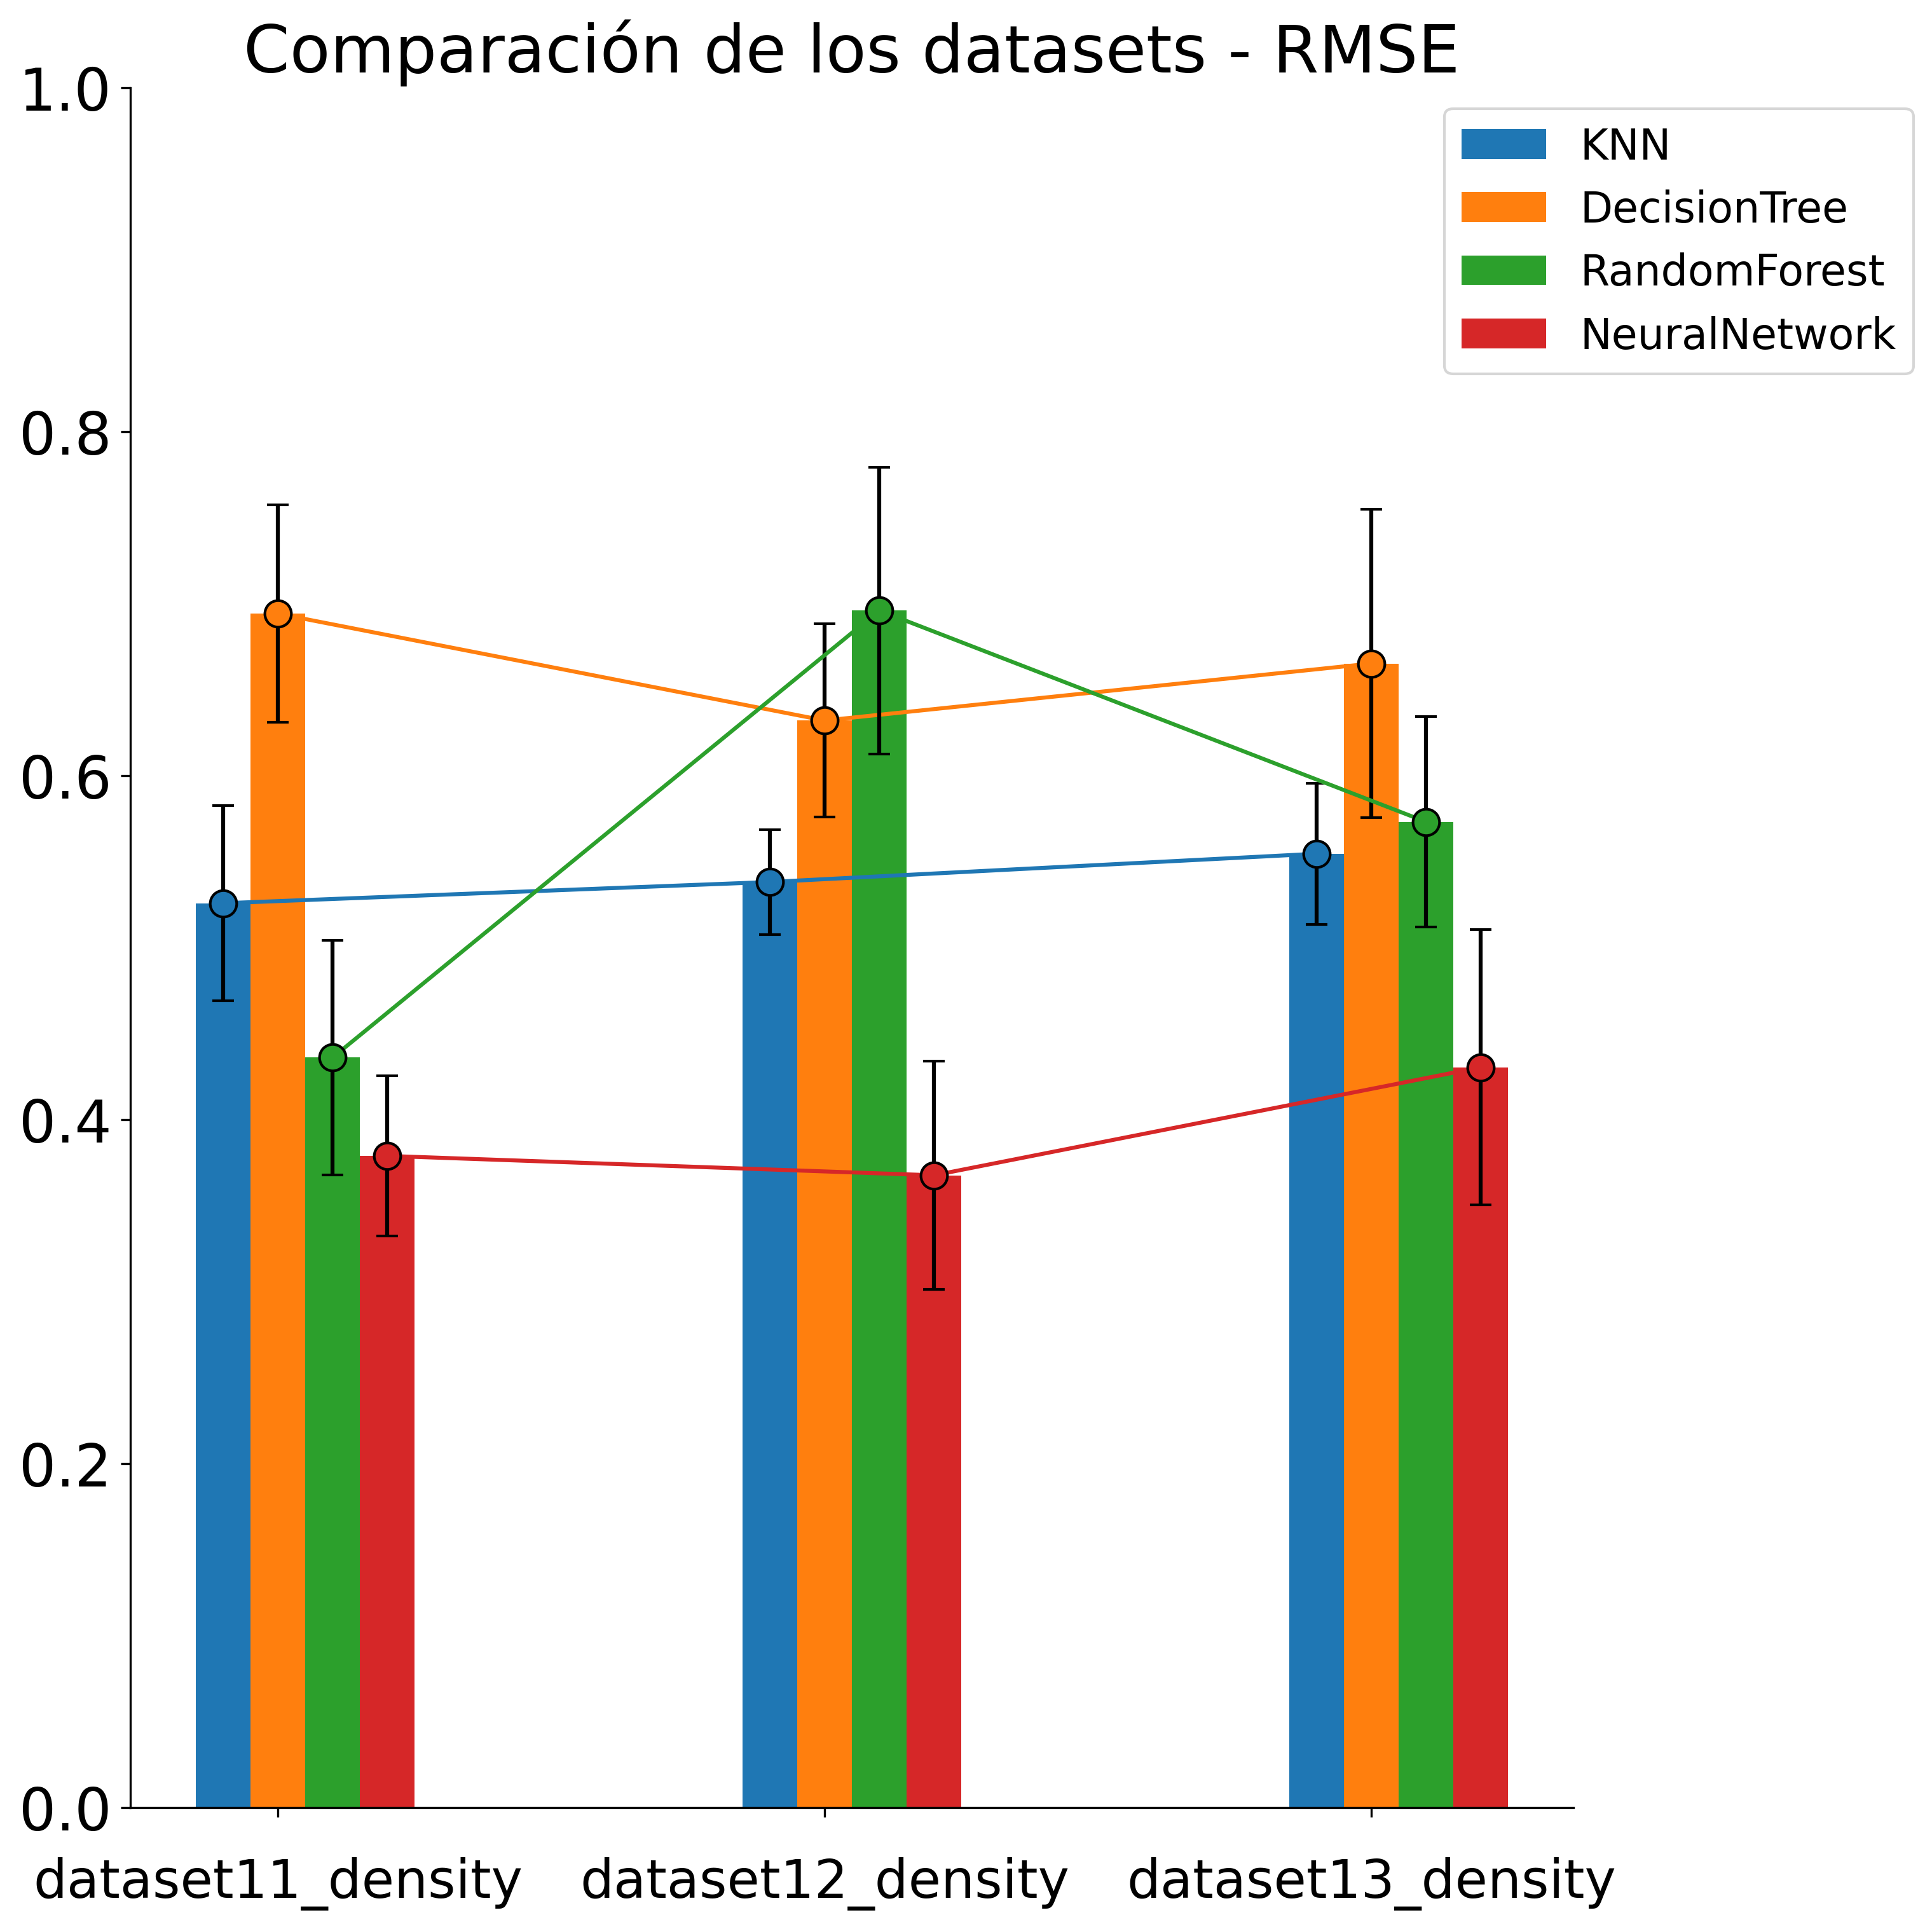 Comparación de los datasets - RMSE
1.0
0.8
0.6
0.4
0.2
0.0
KNN
DecisionTree
RandomForest
NeuralNetwork
dataset11_density
dataset12_density
dataset13_density